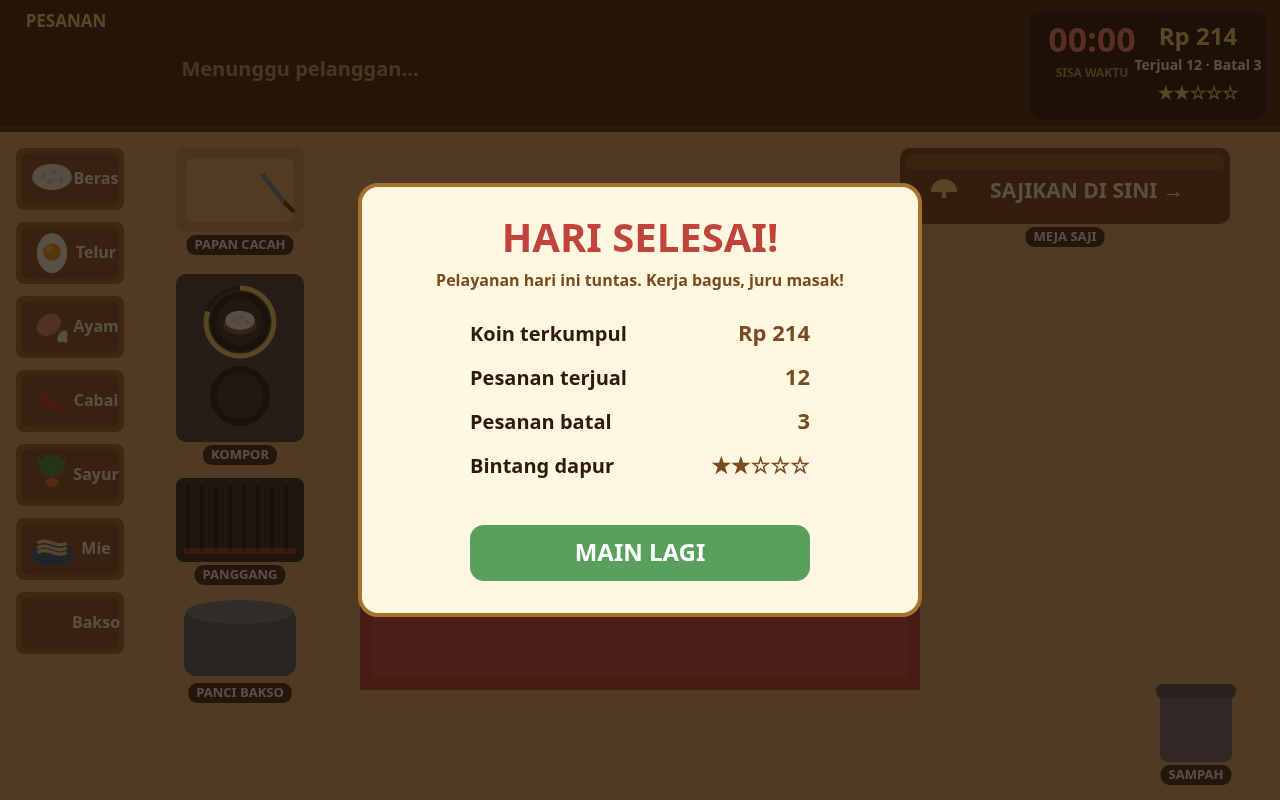 PESANAN
Menunggu pelanggan...
00:00
SISA WAKTU
Rp 214
Terjual 12 · Batal 3
★★☆☆☆
Beras
Telur
Ayam
Cabai
Sayur
Mie
Bakso
PAPAN CACAH
KOMPOR
PANGGANG
PANCI BAKSO
SAJIKAN DI SINI →
MEJA SAJI
HARI SELESAI!
Pelayanan hari ini tuntas. Kerja bagus, juru masak!
Koin terkumpul Rp 214
Pesanan terjual 12
Pesanan batal 3
Bintang dapur ★★☆☆☆
MAIN LAGI
SAMPAH